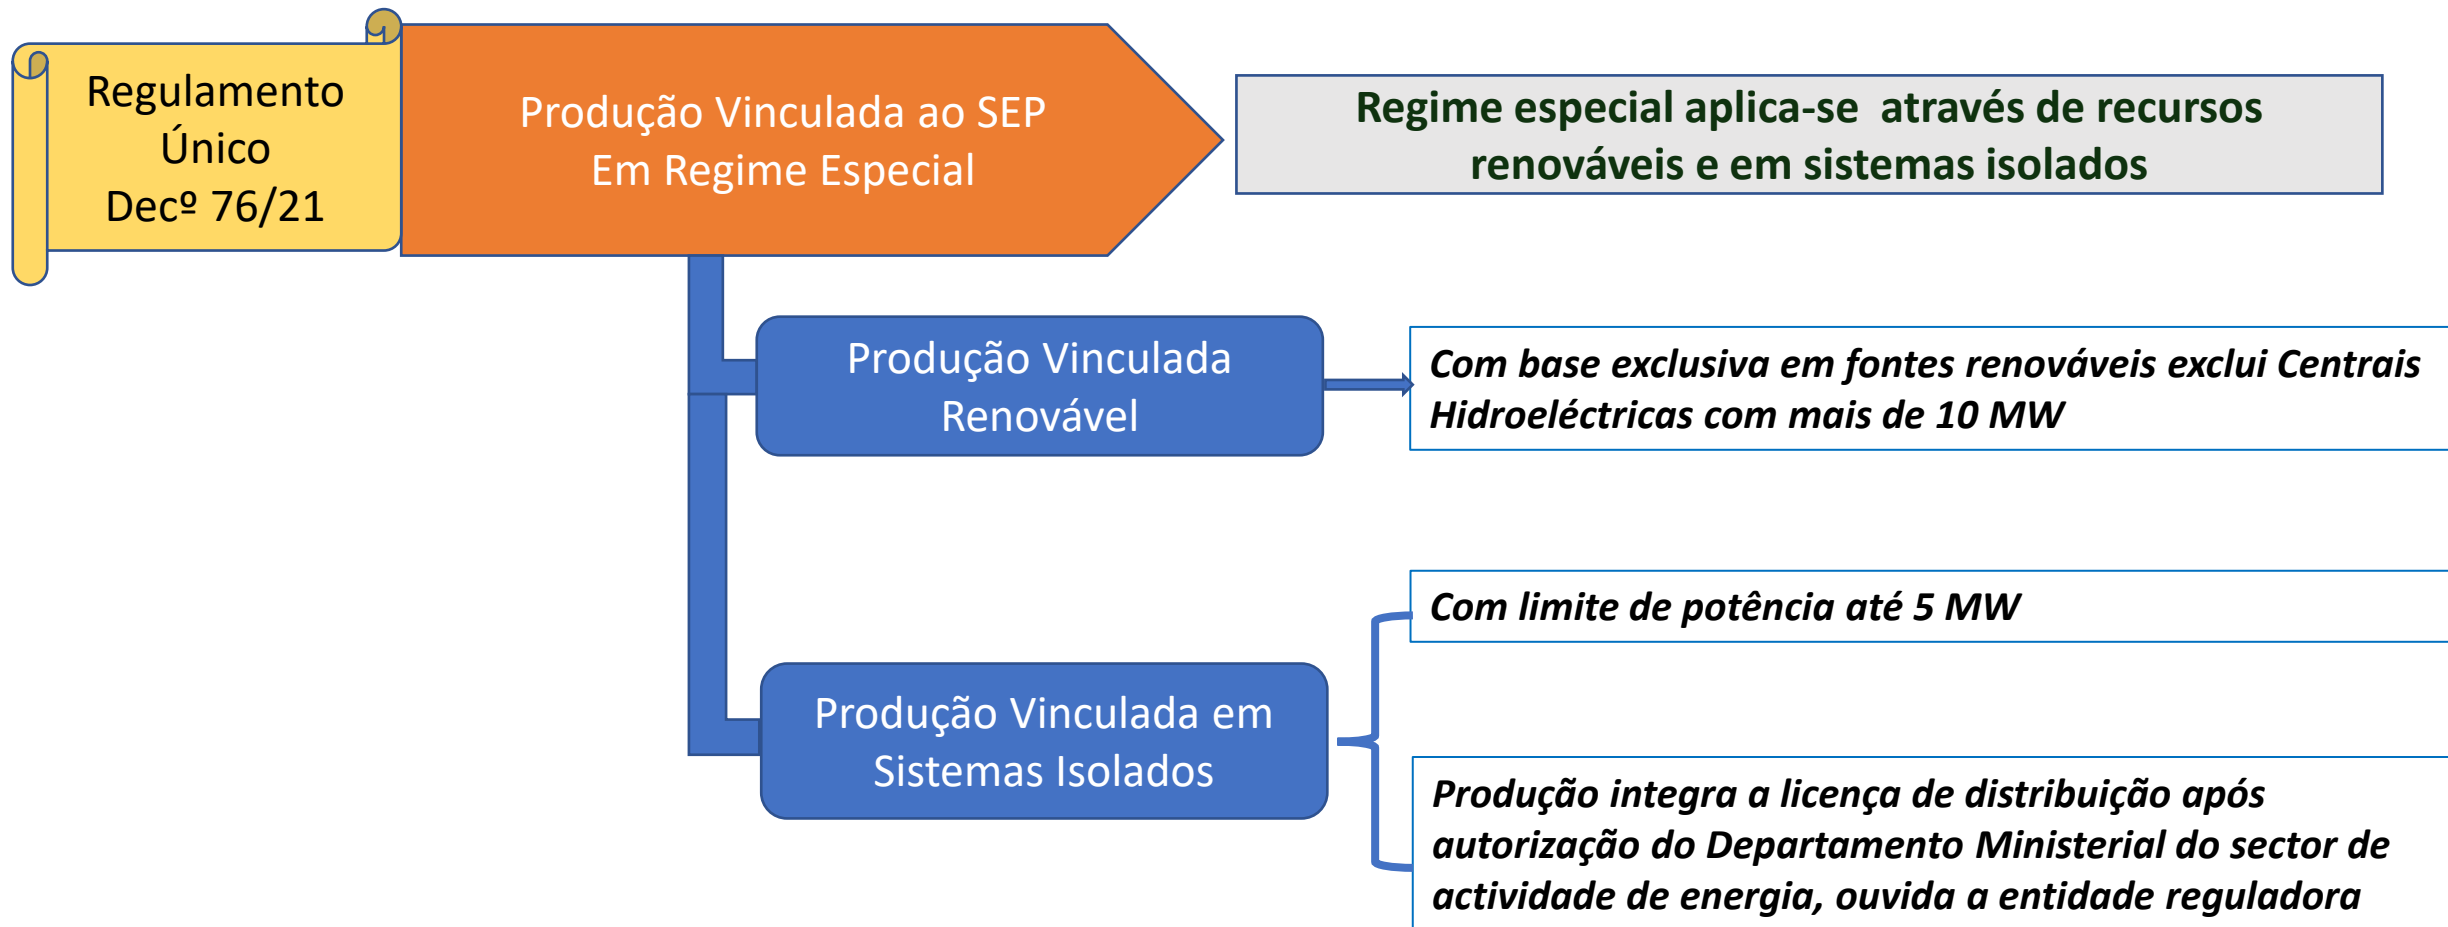 Regulamento
Único
Decº 76/21
Produção Vinculada ao SEP
Em Regime Especial
Regime especial aplica-se  através de recursos
renováveis e em sistemas isolados
Produção Vinculada
Renovável
Com base exclusiva em fontes renováveis exclui Centrais
Hidroeléctricas com mais de 10 MW
Com limite de potência até 5 MW
Produção Vinculada em
Sistemas Isolados
Produção integra a licença de distribuição após
autorização do Departamento Ministerial do sector de
actividade de energia, ouvida a entidade reguladora